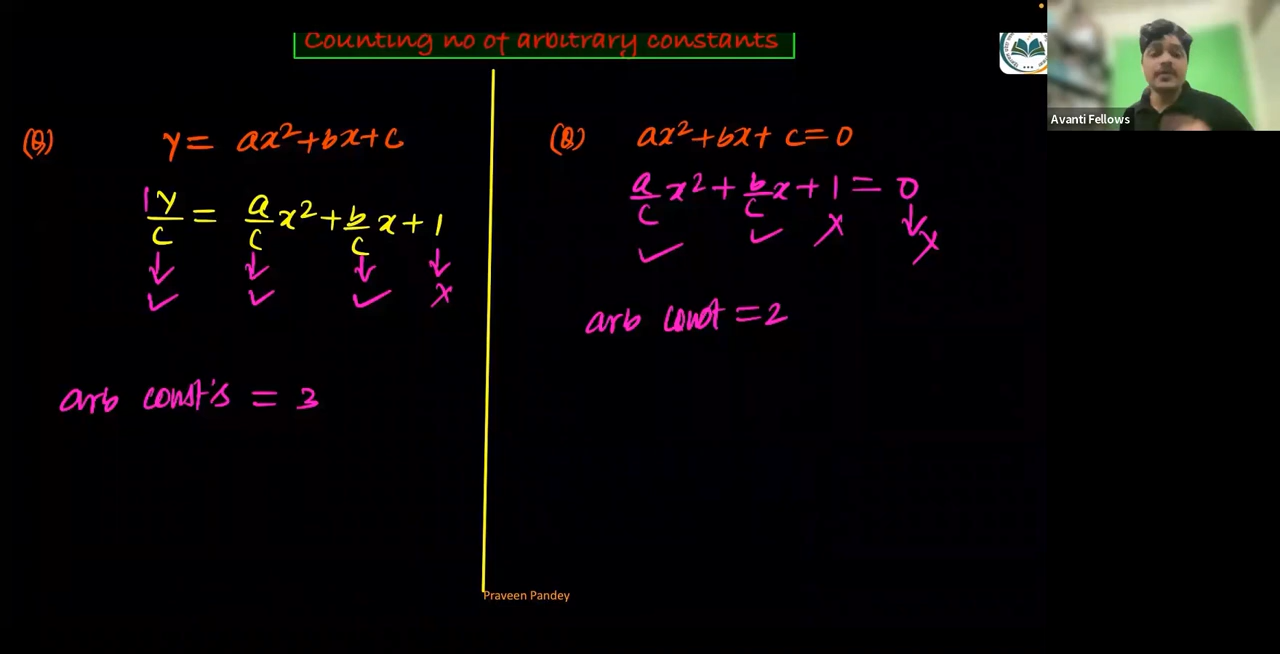 Counting no of arbitrary constants
Avanti Fellows
(Q) y = ax²+bx+c
1y/c = a/c x² + b/c x + 1
↓ ↓ ↓ ↓
✓ ✓ ✓ x
arb const's = 3
(Q) ax²+bx+c=0
a/c x² + b/c x + 1 = 0
✓ ✓ x ↓x
arb const = 2
Praveen Pandey